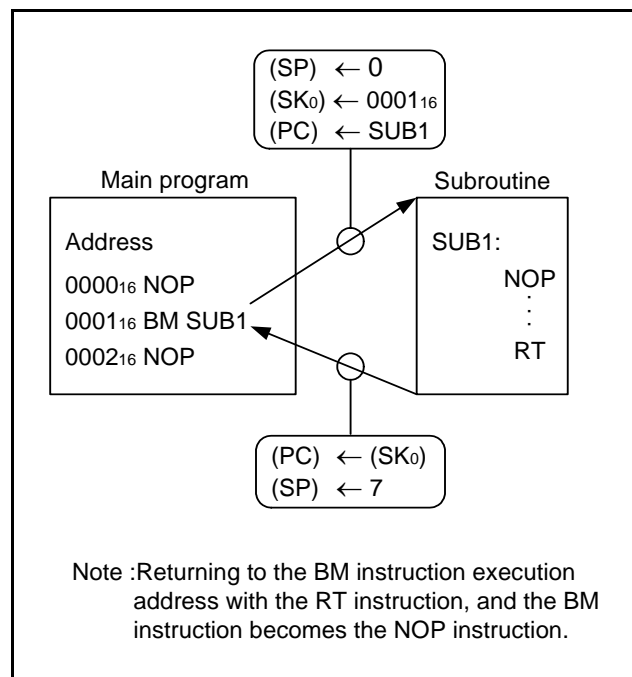 (SP) ← 0
(SK₀) ← 0001₁₆
(PC) ← SUB1
Main program
Subroutine
Address
0000₁₆ NOP
0001₁₆ BM SUB1
0002₁₆ NOP
SUB1:
NOP
⋮
RT
(PC) ← (SK₀)
(SP) ← 7
Note :Returning to the BM instruction execution
address with the RT instruction, and the BM
instruction becomes the NOP instruction.